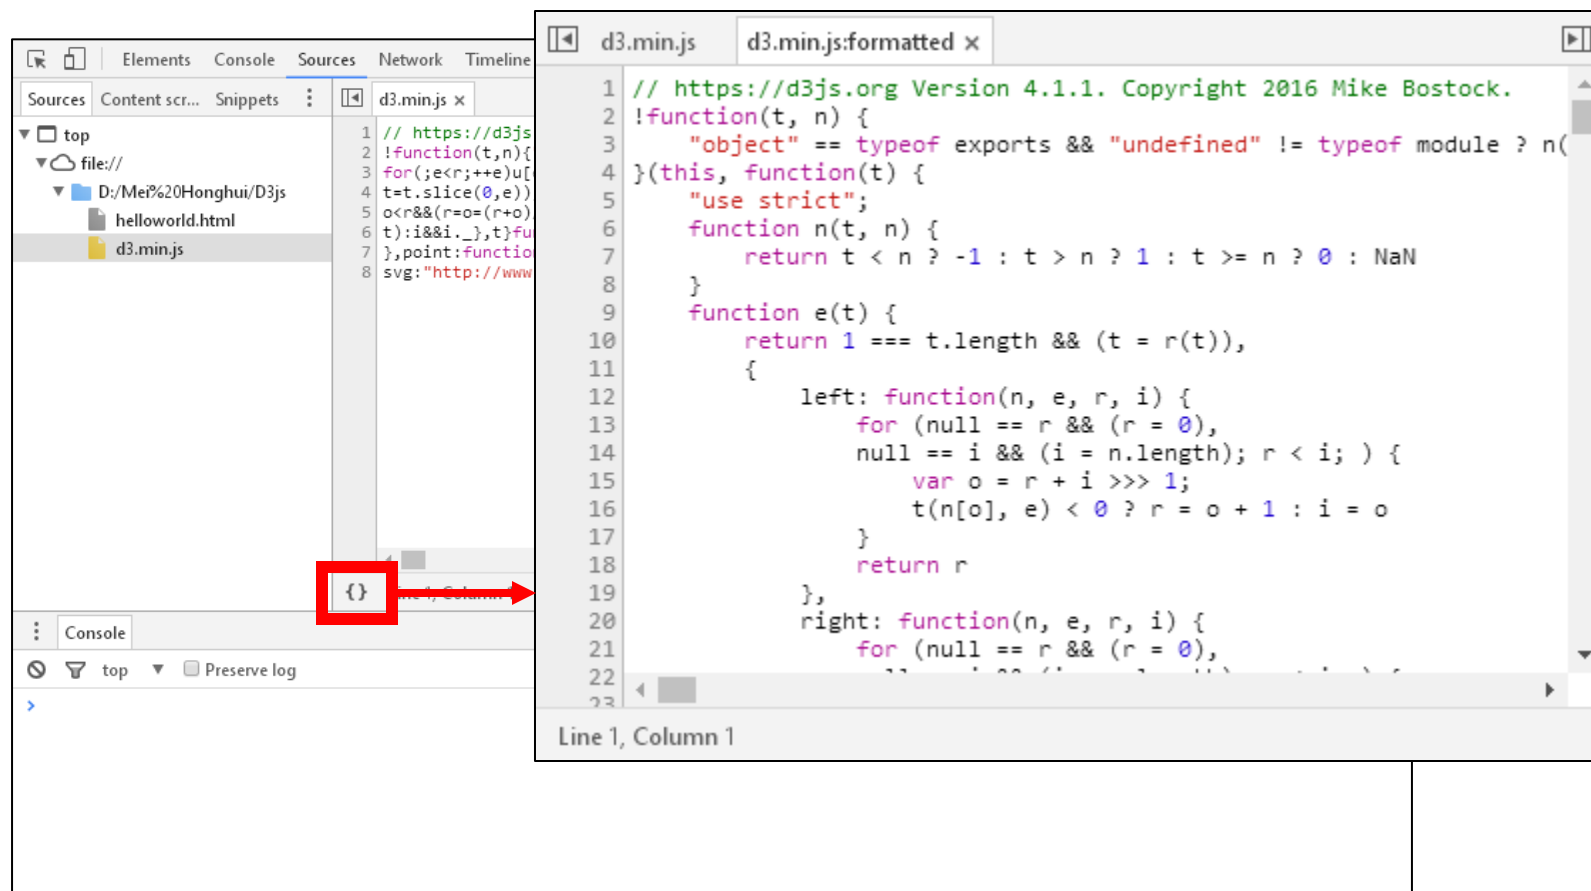 Elements Console Sources Network Timeline
Sources Content scr... Snippets
d3.min.js ×
top
file://
D:/Mei%20Honghui/D3js
helloworld.html
d3.min.js
1 // https://d3js
2 !function(t,n){
3 for(;e<r;++e)u[
4 t=t.slice(0,e))
5 o<r&&(r=o=(r+o)
6 t):i&&i._},t}fu
7 },point:functio
8 svg:"http://www
{}
Console
top Preserve log
>
d3.min.js d3.min.js:formatted ×
1 // https://d3js.org Version 4.1.1. Copyright 2016 Mike Bostock.
2 !function(t, n) {
3 "object" == typeof exports && "undefined" != typeof module ? n(
4 }(this, function(t) {
5 "use strict";
6 function n(t, n) {
7 return t < n ? -1 : t > n ? 1 : t >= n ? 0 : NaN
8 }
9 function e(t) {
10 return 1 === t.length && (t = r(t)),
11 {
12 left: function(n, e, r, i) {
13 for (null == r && (r = 0),
14 null == i && (i = n.length); r < i; ) {
15 var o = r + i >>> 1;
16 t(n[o], e) < 0 ? r = o + 1 : i = o
17 }
18 return r
19 },
20 right: function(n, e, r, i) {
21 for (null == r && (r = 0),
22
23
Line 1, Column 1